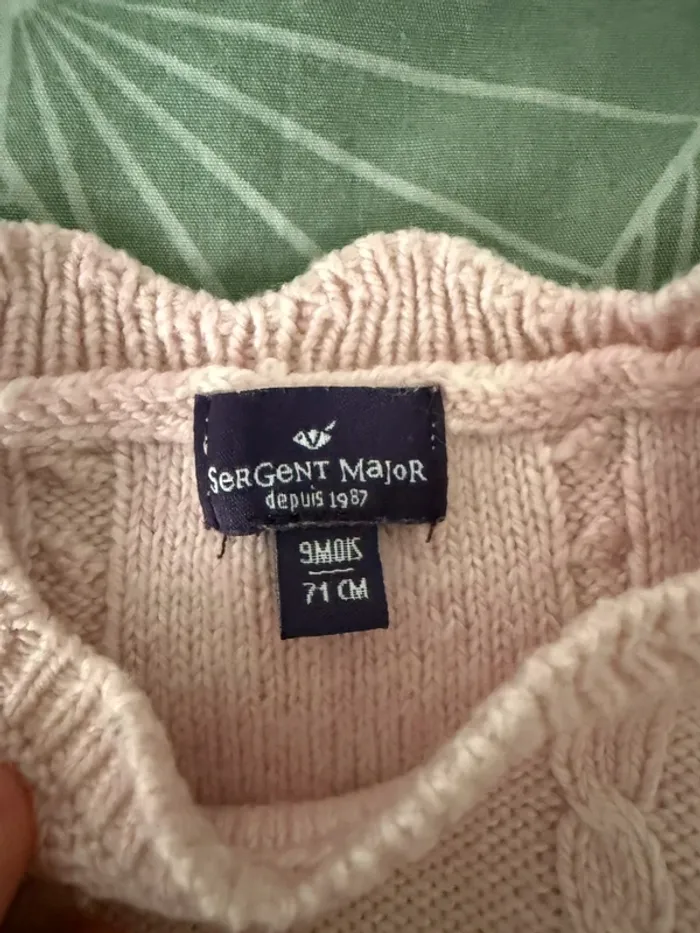 SeRGeNT MaJoR
depuis 1987
9MOIS
71 CM